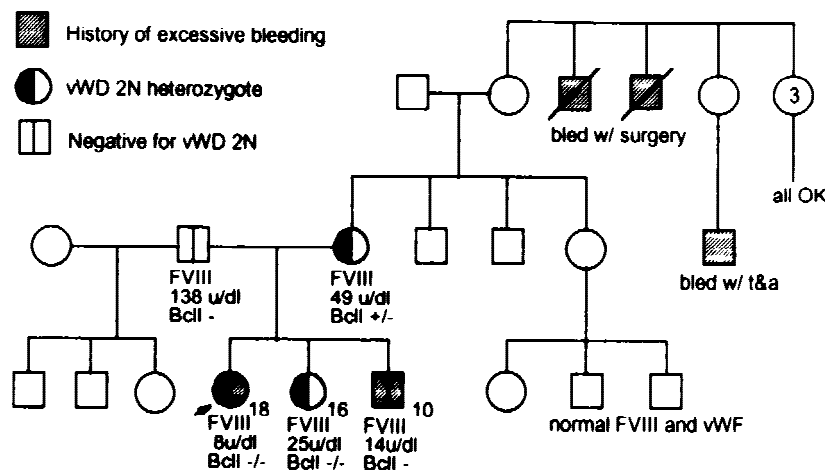 History of excessive bleeding
vWD 2N heterozygote
Negative for vWD 2N
3
bled w/ surgery
all OK
bled w/ t&a
FVIII
138 u/dl
BclI -
FVIII
49 u/dl
BclI +/-
18
FVIII
8u/dl
BclI -/-
16
FVIII
25u/dl
BclI -/-
10
FVIII
14u/dl
BclI -
normal FVIII and vWF